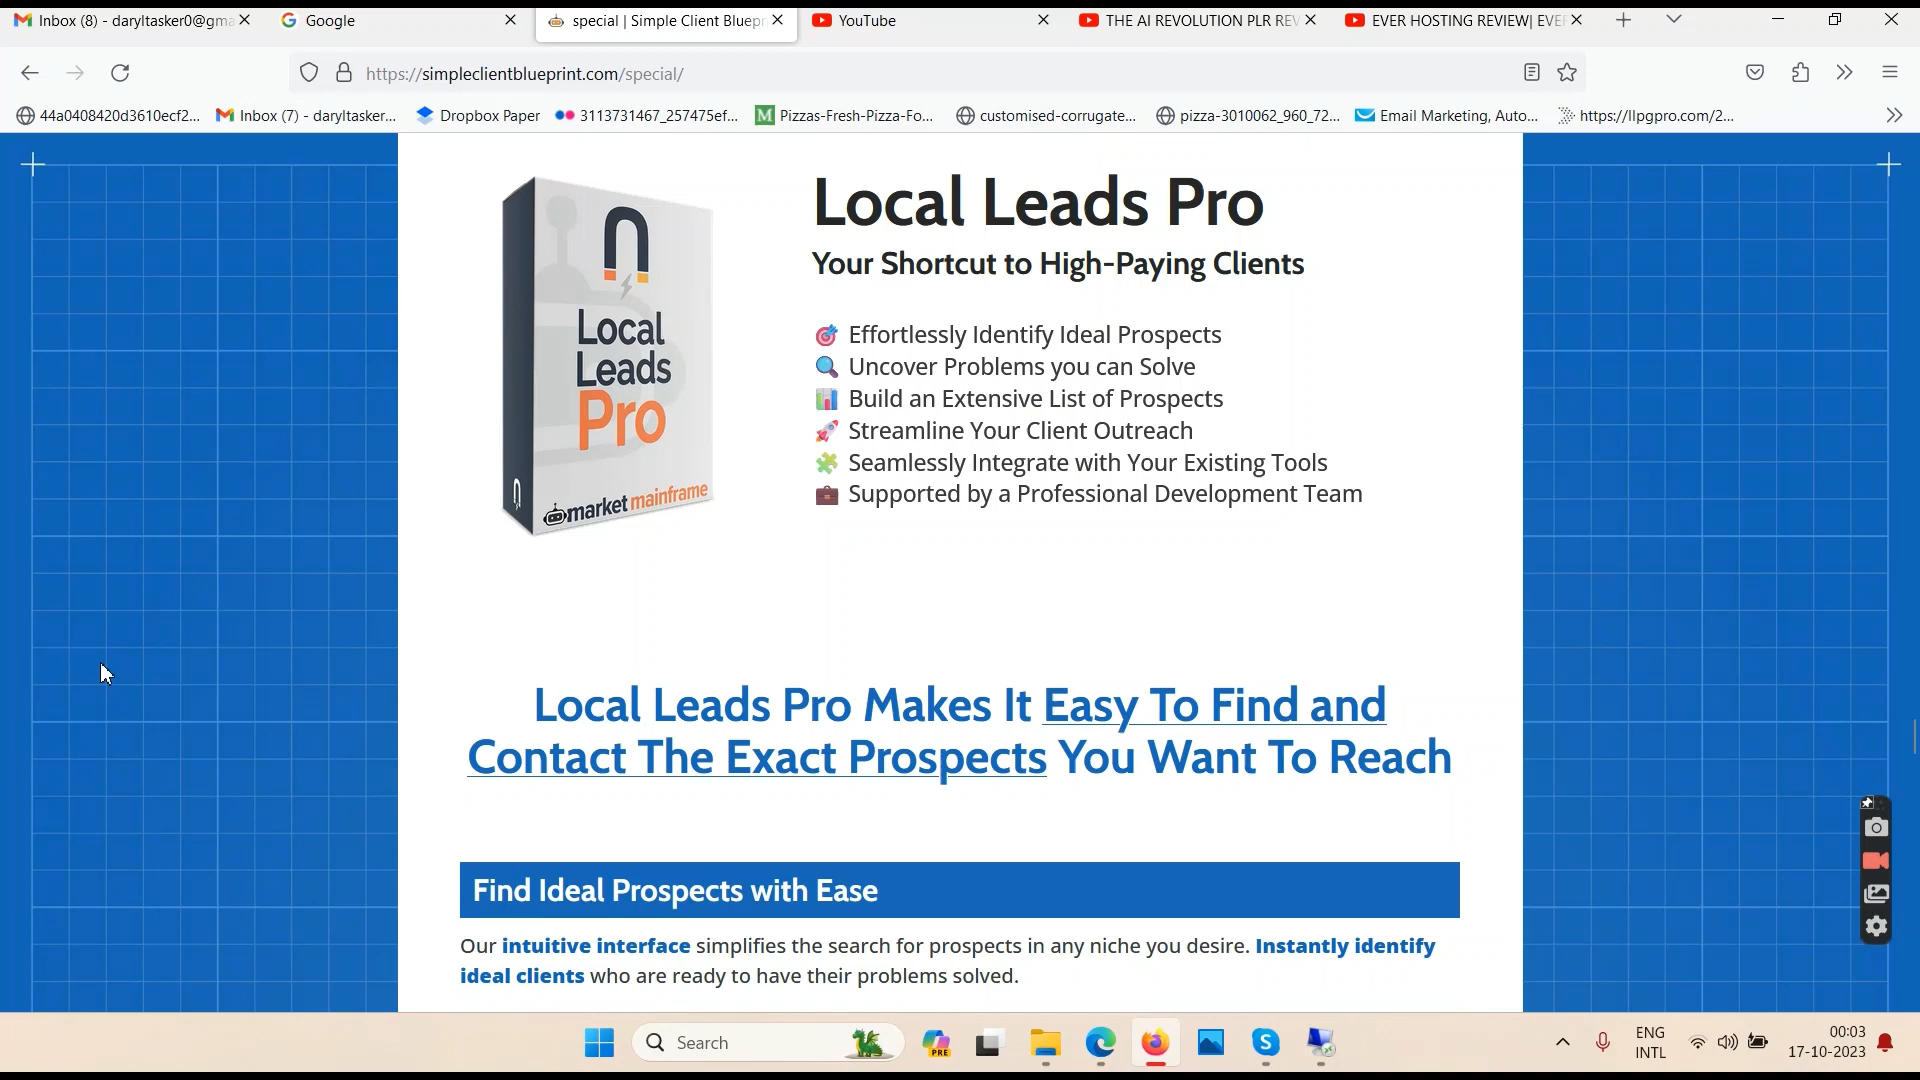 Inbox (8) - daryltasker0@gma
Google
special | Simple Client Bluepr
YouTube
THE AI REVOLUTION PLR REV
EVER HOSTING REVIEW| EVE
https://simpleclientblueprint.com/special/
44a0408420d3610ecf2...
Inbox (7) - daryltasker...
Dropbox Paper
3113731467_257475ef...
M
Pizzas-Fresh-Pizza-Fo...
customised-corrugate...
pizza-3010062_960_72...
Email Marketing, Auto...
https://llpgpro.com/2...
Local
Leads
Pro
market mainframe
Local Leads Pro
Your Shortcut to High-Paying Clients
Effortlessly Identify Ideal Prospects
Uncover Problems you can Solve
Build an Extensive List of Prospects
Streamline Your Client Outreach
Seamlessly Integrate with Your Existing Tools
Supported by a Professional Development Team
Local Leads Pro Makes It Easy To Find and
Contact The Exact Prospects You Want To Reach
Find Ideal Prospects with Ease
Our intuitive interface simplifies the search for prospects in any niche you desire. Instantly identify
ideal clients who are ready to have their problems solved.
Search
PRE
S
ENG
INTL
00:03
17-10-2023